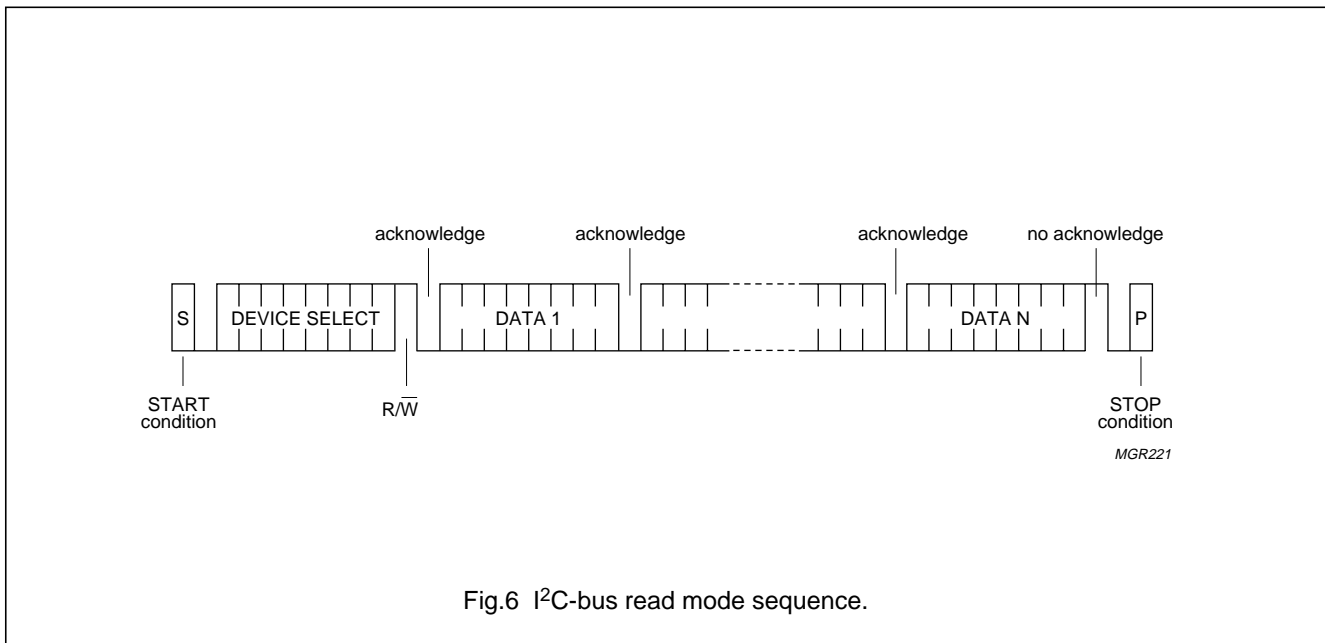 acknowledge acknowledge acknowledge no acknowledge
S DEVICE SELECT DATA 1 DATA N P
START
condition
R/W̅
STOP
condition
MGR221
Fig.6 I²C-bus read mode sequence.